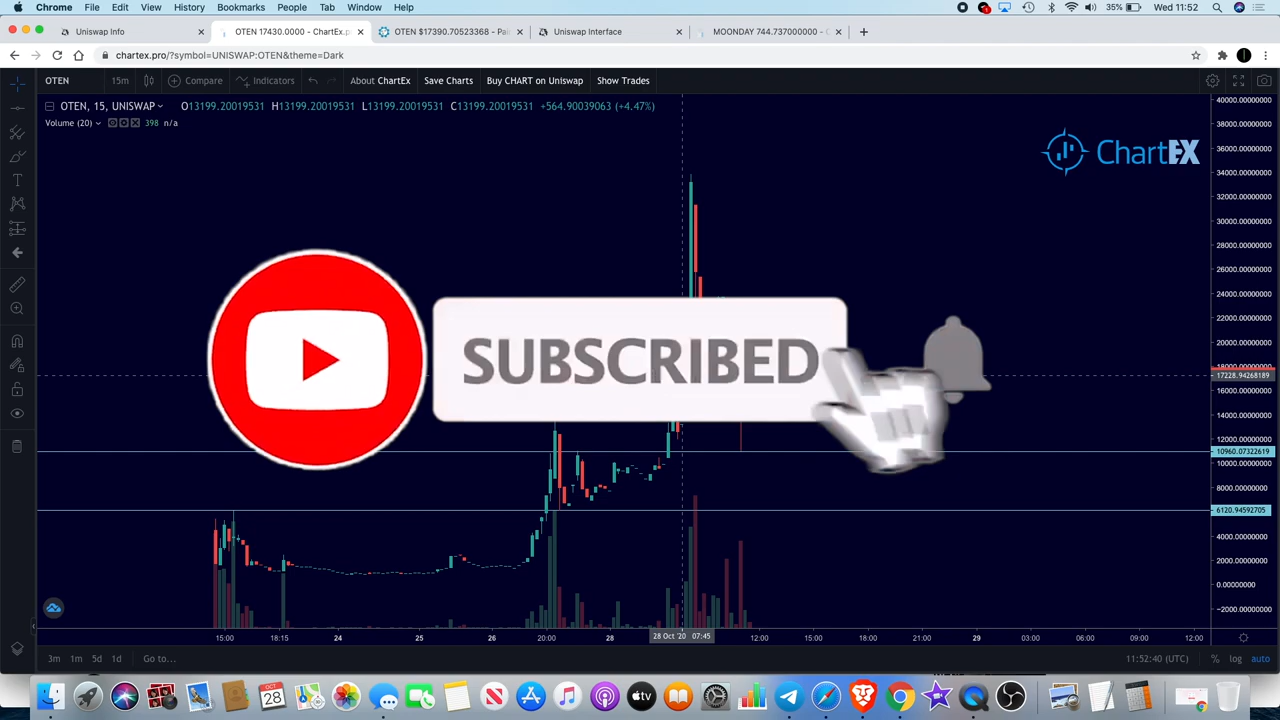 Chrome File Edit View History Bookmarks People Tab Window Help 35% Wed 11:52
Uniswap Info OTEN 17430.0000 - ChartEx.p OTEN $17390.70523368 - Pai Uniswap Interface MOONDAY 744.737000000 - C
chartex.pro/?symbol=UNISWAP:OTEN&theme=Dark
OTEN 15m Compare Indicators About ChartEx Save Charts Buy CHART on Uniswap Show Trades
OTEN, 15, UNISWAP O13199.20019531 H13199.20019531 L13199.20019531 C13199.20019531 +564.90039063 (+4.47%)
Volume (20) 398 n/a
ChartEX
40000.00000000
38000.00000000
36000.00000000
34000.00000000
32000.00000000
30000.00000000
28000.00000000
26000.00000000
24000.00000000
22000.00000000
20000.00000000
SUBSCRIBED
17228.94268189
16000.00000000
14000.00000000
12000.00000000
10960.07322619
10000.00000000
8000.00000000
6120.94592705
4000.00000000
2000.00000000
0.00000000
−2000.00000000
15:00 18:15 24 25 26 20:00 28 28 Oct '20 07:45 12:00 15:00 18:00 21:00 29 03:00 06:00 09:00 12:00
3m 1m 5d 1d Go to... 11:52:40 (UTC) % log auto
OCT
28
tv